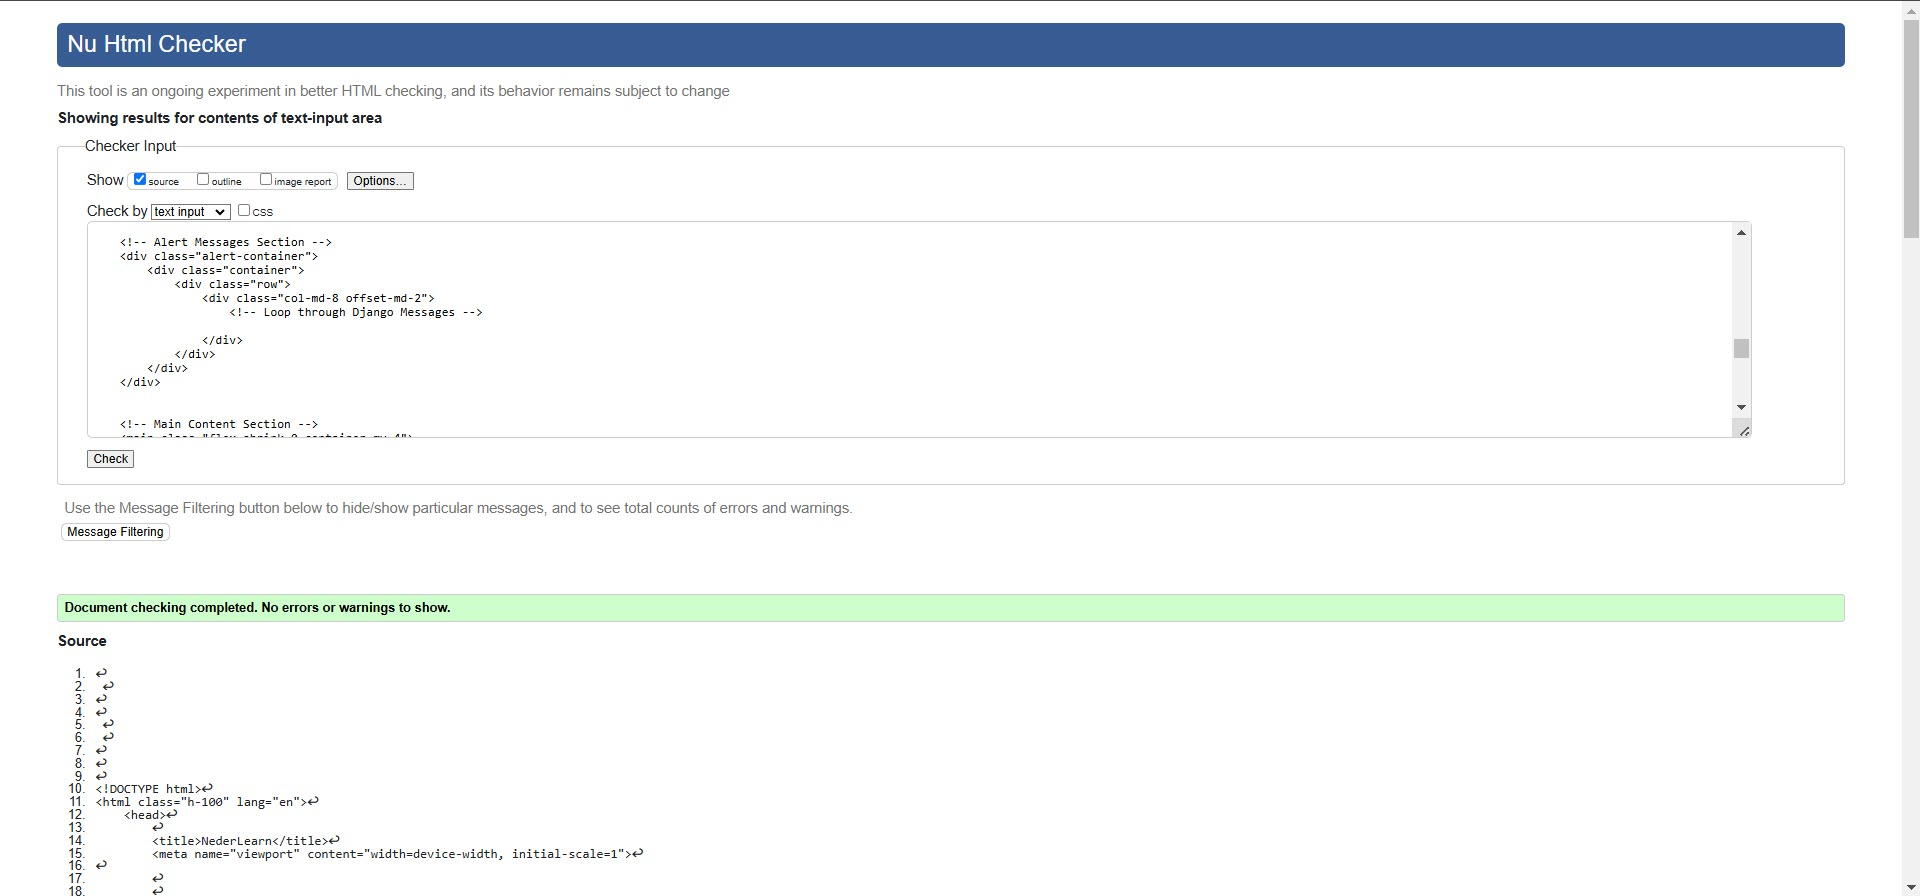 Nu Html Checker
This tool is an ongoing experiment in better HTML checking, and its behavior remains subject to change
Showing results for contents of text-input area
Checker Input
Show source outline image report Options...
Check by text input css
<!-- Alert Messages Section -->
<div class="alert-container">
<div class="container">
<div class="row">
<div class="col-md-8 offset-md-2">
<!-- Loop through Django Messages -->
</div>
</div>
</div>
</div>
<!-- Main Content Section -->
Check
Use the Message Filtering button below to hide/show particular messages, and to see total counts of errors and warnings.
Message Filtering
Document checking completed. No errors or warnings to show.
Source
1. ↩
2. ↩
3. ↩
4. ↩
5. ↩
6. ↩
7. ↩
8. ↩
9. ↩
10. <!DOCTYPE html>↩
11. <html class="h-100" lang="en">↩
12. <head>↩
13. ↩
14. <title>NederLearn</title>↩
15. <meta name="viewport" content="width=device-width, initial-scale=1">↩
16. ↩
17. ↩
18. ↩